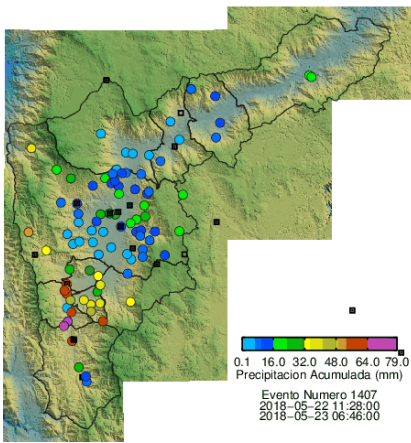 0.1 16.0 32.0 48.0 64.0 79.0
Precipitacion Acumulada (mm)
Evento Numero 1407
2018-05-22 11:28:00
2018-05-23 06:46:00